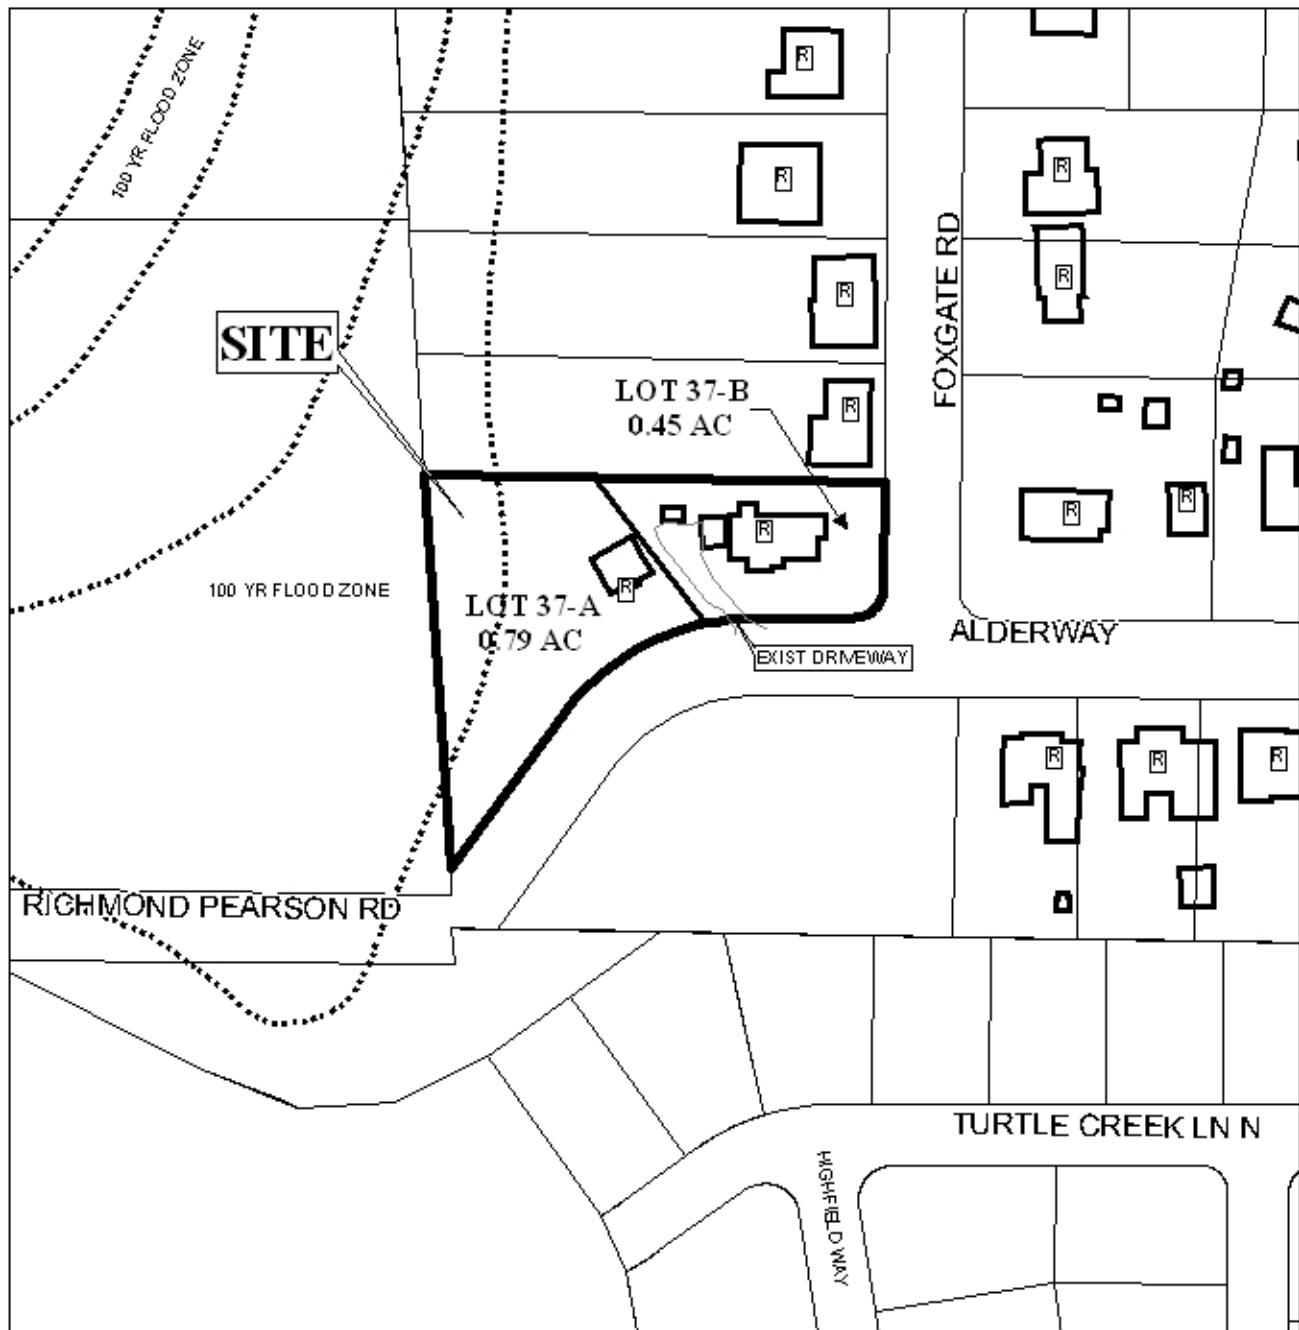 R
100 YR FLOOD ZONE
R
R
R
FOXGATE RD
R
R
SITE
LOT 37-B
0.45 AC
R
R
R
R
100 YR FLOOD ZONE
R
LOT 37-A
0.79 AC
ALDERWAY
EXIST DRIVEWAY
R
R
R
RICHMOND PEARSON RD
TURTLE CREEK LN N
HIGHFIELD WAY